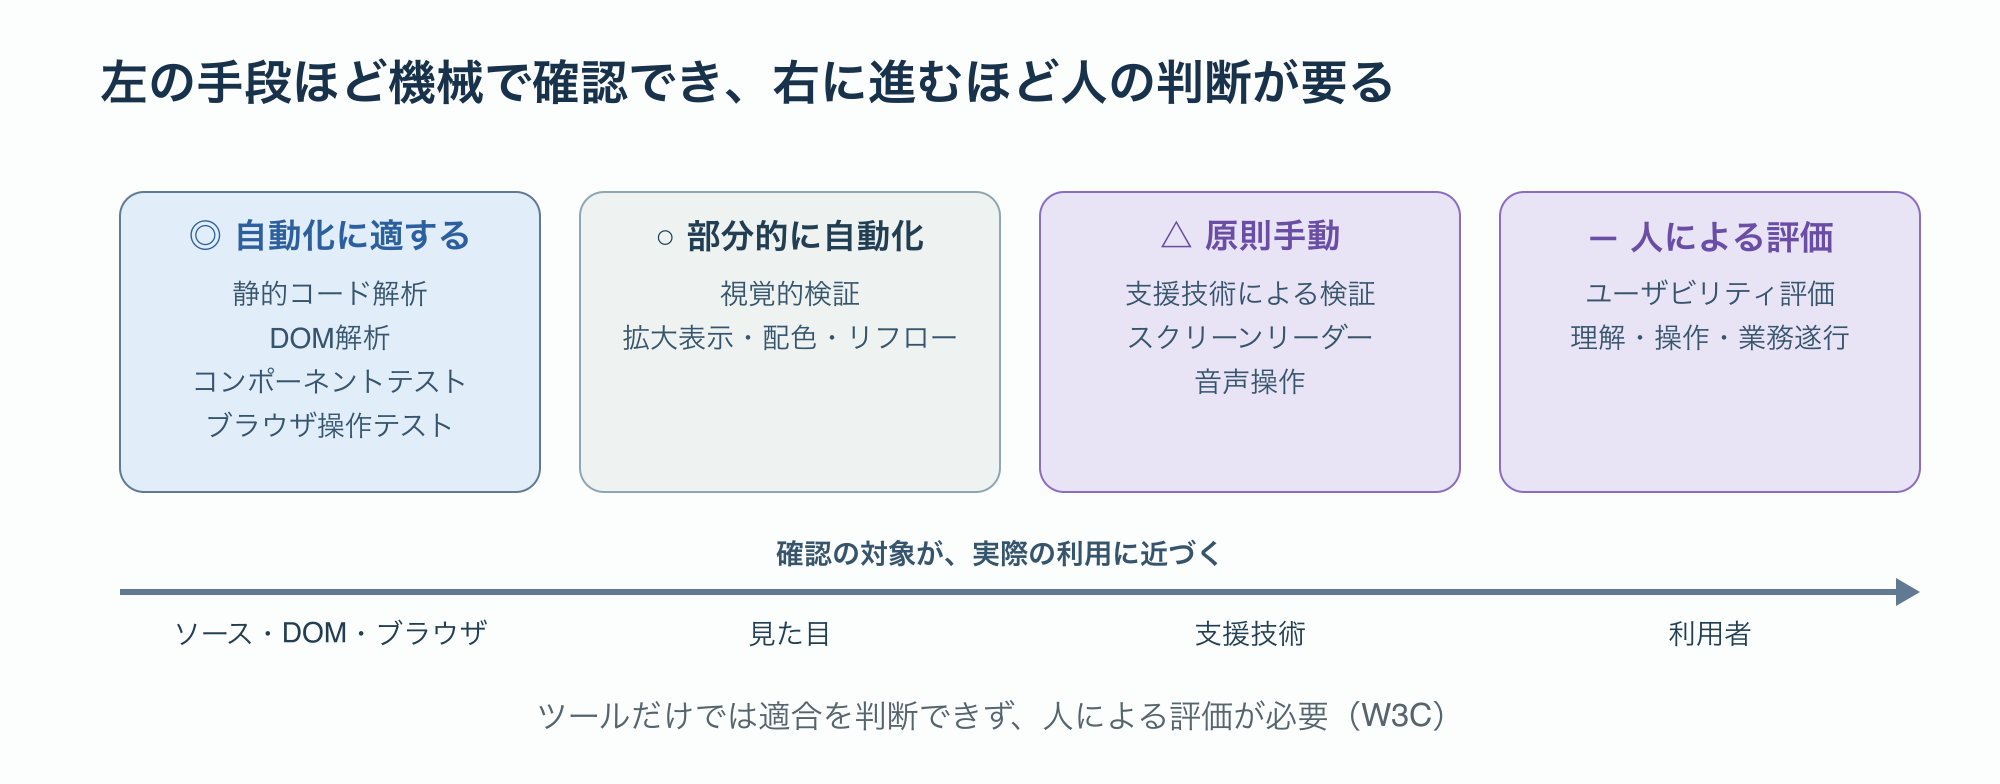 左の手段ほど機械で確認でき、右に進むほど人の判断が要る
◎ 自動化に適する
静的コード解析
DOM解析
コンポーネントテスト
ブラウザ操作テスト
○ 部分的に自動化
視覚的検証
拡大表示・配色・リフロー
△ 原則手動
支援技術による検証
スクリーンリーダー
音声操作
ー 人による評価
ユーザビリティ評価
理解・操作・業務遂行
確認の対象が、実際の利用に近づく
ソース・DOM・ブラウザ
見た目
支援技術
利用者
ツールだけでは適合を判断できず、人による評価が必要（W3C）